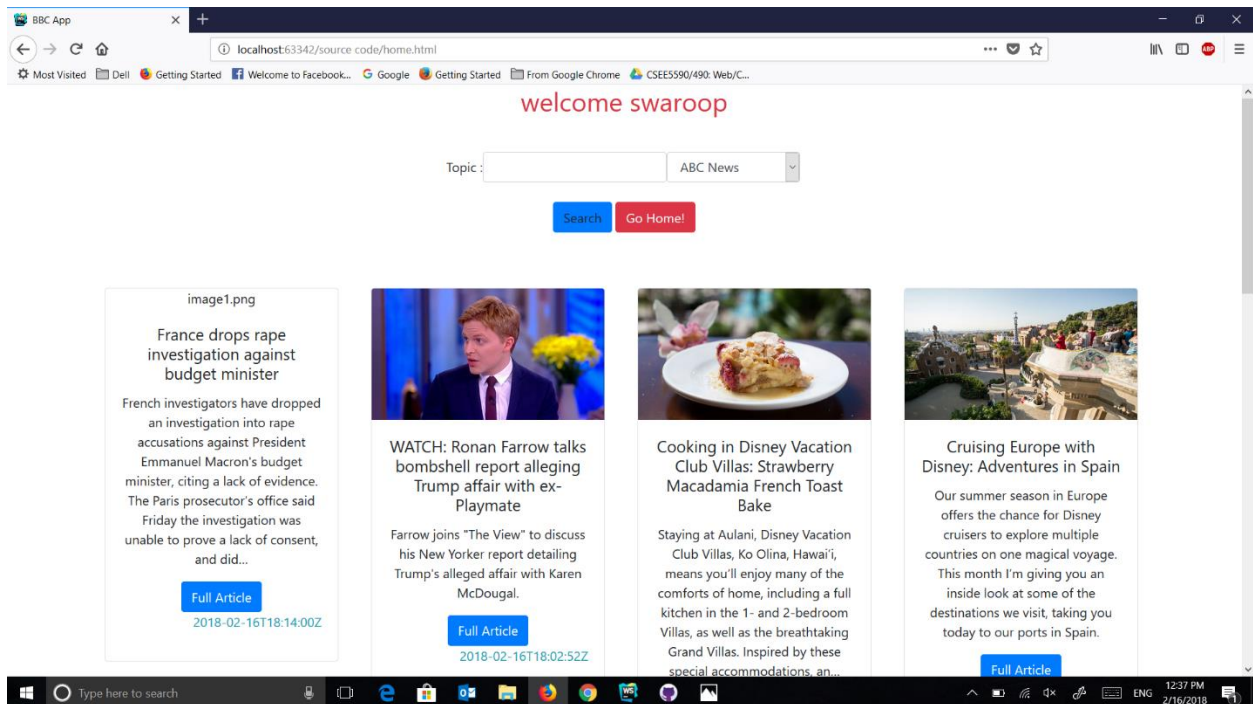 BBC App
localhost:63342/source code/home.html
Most Visited Dell Getting Started Welcome to Facebook... Google Getting Started From Google Chrome CSEE5590/490: Web/C...
welcome swaroop
Topic :
ABC News
Search Go Home!
image1.png
France drops rape
investigation against
budget minister
French investigators have dropped
an investigation into rape
accusations against President
Emmanuel Macron's budget
minister, citing a lack of evidence.
The Paris prosecutor's office said
Friday the investigation was
unable to prove a lack of consent,
and did...
Full Article
2018-02-16T18:14:00Z
WATCH: Ronan Farrow talks
bombshell report alleging
Trump affair with ex-
Playmate
Farrow joins "The View" to discuss
his New Yorker report detailing
Trump's alleged affair with Karen
McDougal.
Full Article
2018-02-16T18:02:52Z
Cooking in Disney Vacation
Club Villas: Strawberry
Macadamia French Toast
Bake
Staying at Aulani, Disney Vacation
Club Villas, Ko Olina, Hawai'i,
means you'll enjoy many of the
comforts of home, including a full
kitchen in the 1- and 2-bedroom
Villas, as well as the breathtaking
Grand Villas. Inspired by these
special accommodations, an...
Cruising Europe with
Disney: Adventures in Spain
Our summer season in Europe
offers the chance for Disney
cruisers to explore multiple
countries on one magical voyage.
This month I'm giving you an
inside look at some of the
destinations we visit, taking you
today to our ports in Spain.
Full Article
Type here to search
ENG
12:37 PM
2/16/2018